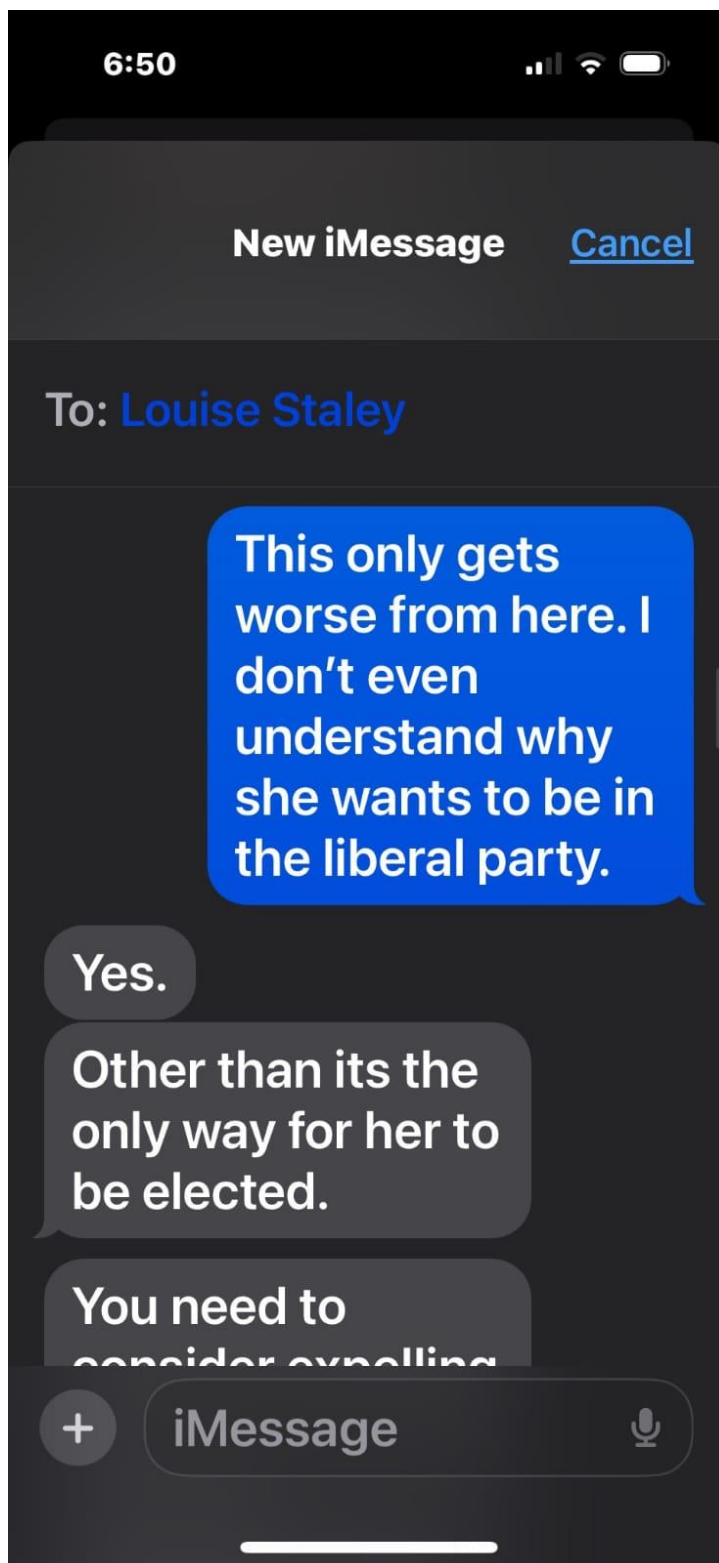 6:50
New iMessage Cancel
To: Louise Staley
This only gets
worse from here. I
don’t even
understand why
she wants to be in
the liberal party.
Yes.
Other than its the
only way for her to
be elected.
You need to
consider expelling
iMessage